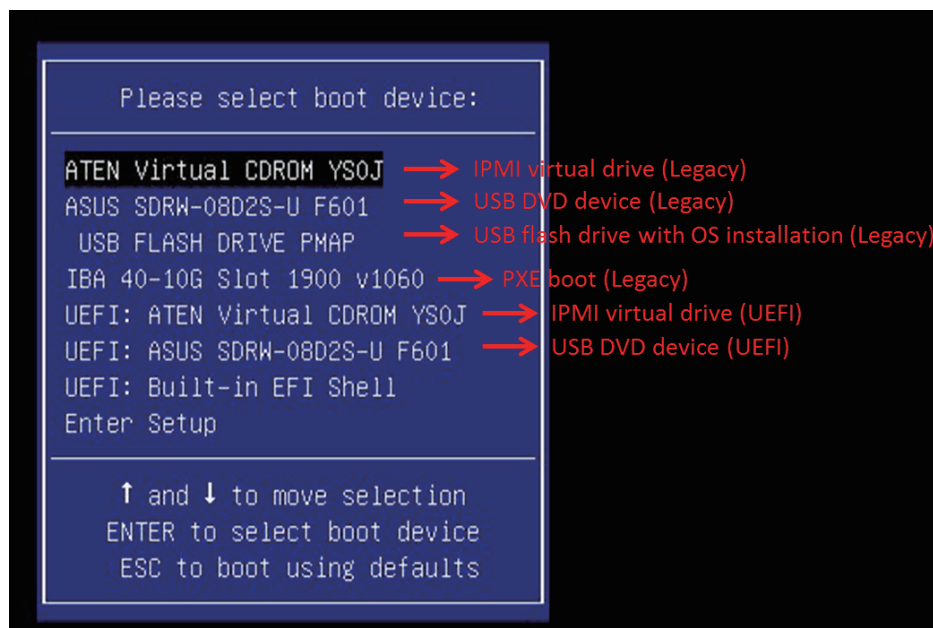 Please select boot device:
ATEN Virtual CDROM YS0J → IPMI virtual drive (Legacy)
ASUS SDRW-08D2S-U F601 → USB DVD device (Legacy)
USB FLASH DRIVE PMAP → USB flash drive with OS installation (Legacy)
IBA 40-10G Slot 1900 v1060 → PXE boot (Legacy)
UEFI: ATEN Virtual CDROM YS0J → IPMI virtual drive (UEFI)
UEFI: ASUS SDRW-08D2S-U F601 → USB DVD device (UEFI)
UEFI: Built-in EFI Shell
Enter Setup
↑ and ↓ to move selection
ENTER to select boot device
ESC to boot using defaults